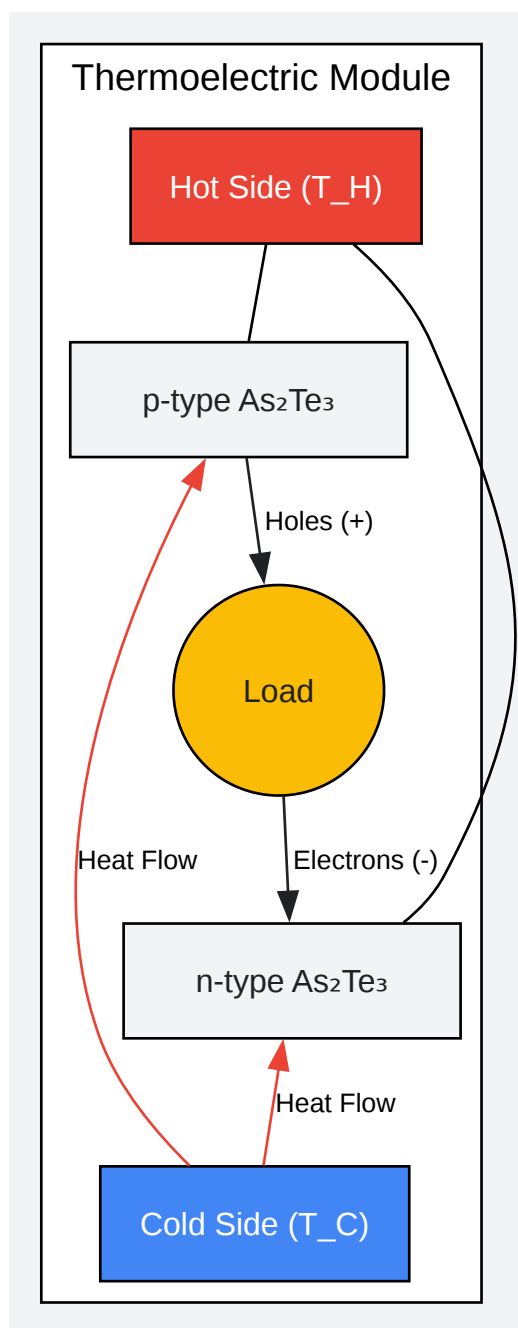 Thermoelectric Module
Hot Side (T_H)
p-type As₂Te₃
Holes (+)
Load
Heat Flow
Electrons (-)
n-type As₂Te₃
Heat Flow
Cold Side (T_C)